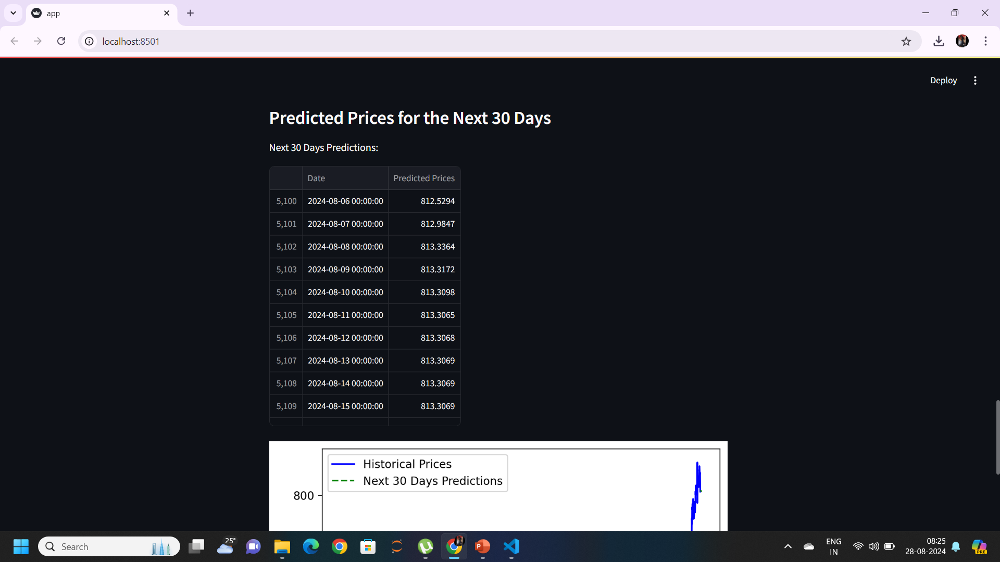 app
localhost:8501
Deploy
Predicted Prices for the Next 30 Days
Next 30 Days Predictions:
Date Predicted Prices
5,100 2024-08-06 00:00:00 812.5294
5,101 2024-08-07 00:00:00 812.9847
5,102 2024-08-08 00:00:00 813.3364
5,103 2024-08-09 00:00:00 813.3172
5,104 2024-08-10 00:00:00 813.3098
5,105 2024-08-11 00:00:00 813.3065
5,106 2024-08-12 00:00:00 813.3068
5,107 2024-08-13 00:00:00 813.3069
5,108 2024-08-14 00:00:00 813.3069
5,109 2024-08-15 00:00:00 813.3069
Historical Prices
Next 30 Days Predictions
800
Search
25°
P
ENG
IN
08:25
28-08-2024
PRE